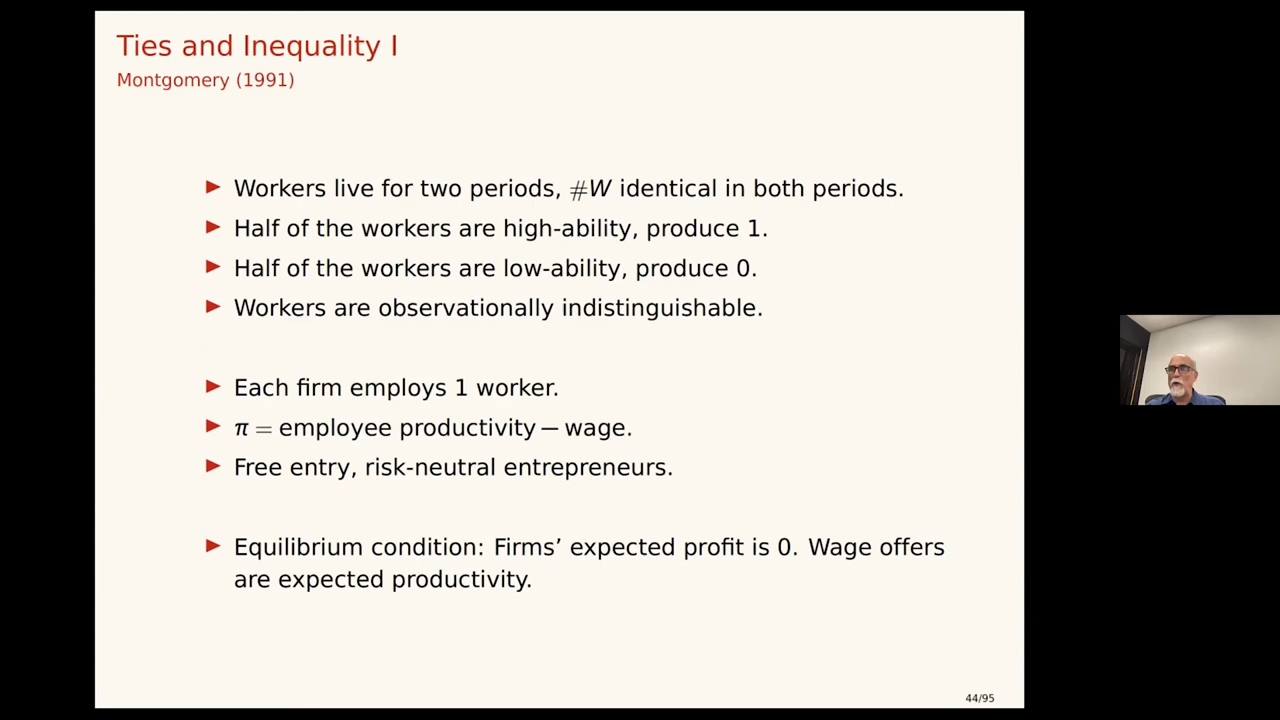 Ties and Inequality I
Montgomery (1991)
▶ Workers live for two periods, #W identical in both periods.
▶ Half of the workers are high-ability, produce 1.
▶ Half of the workers are low-ability, produce 0.
▶ Workers are observationally indistinguishable.
▶ Each firm employs 1 worker.
▶ π = employee productivity − wage.
▶ Free entry, risk-neutral entrepreneurs.
▶ Equilibrium condition: Firms’ expected profit is 0. Wage offers
are expected productivity.
44/95